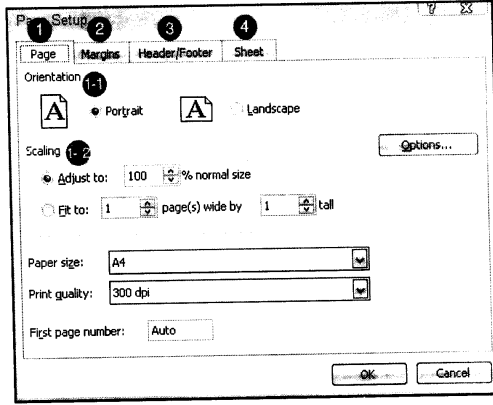 Page Setup ? X
1 2 3 4
Page Margins Header/Footer Sheet
Orientation 1-1
A Portrait A Landscape
Scaling 1-2
Options...
Adjust to: 100 % normal size
Fit to: 1 page(s) wide by 1 tall
Paper size: A4
Print quality: 300 dpi
First page number: Auto
OK Cancel